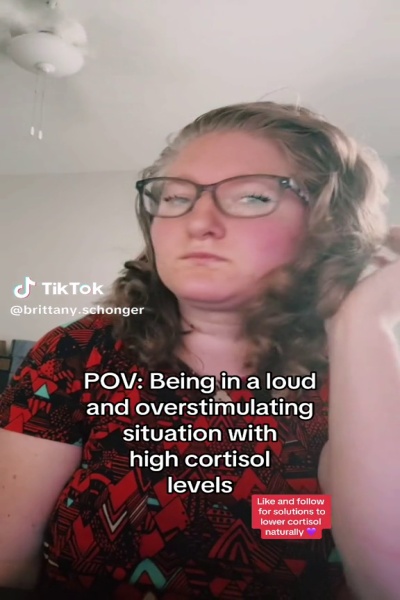 TikTok
@brittany.schonger
POV: Being in a loud
and overstimulating
situation with
high cortisol
levels
Like and follow
for solutions to
lower cortisol
naturally 💜